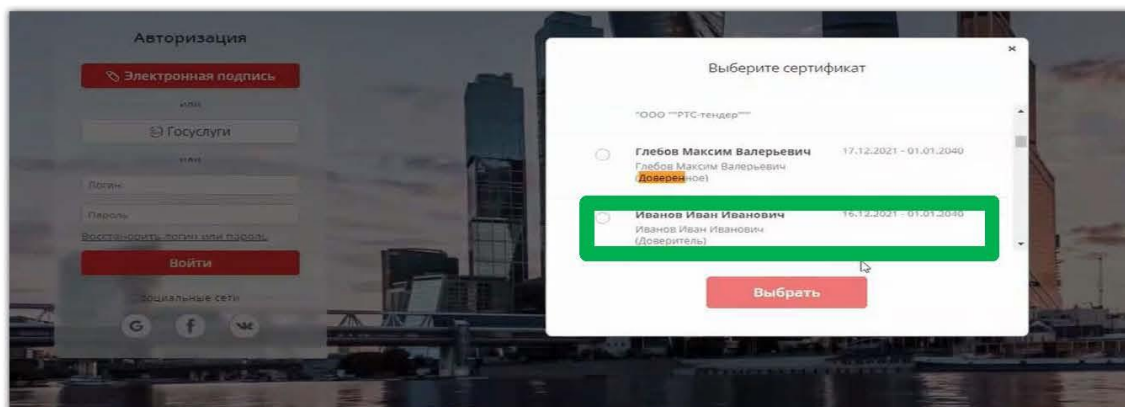 Авторизация
Электронная подпись
или
Госуслуги
или
Логин
Пароль
Восстановить логин или пароль
Войти
Социальные сети
G f
×
Выберите сертификат
"ООО ""РТС-тендер"""
Глебов Максим Валерьевич 17.12.2021 - 01.01.2040
Глебов Максим Валерьевич
(Доверенное)
Иванов Иван Иванович 16.12.2021 - 01.01.2040
Иванов Иван Иванович
(Доверитель)
Выбрать